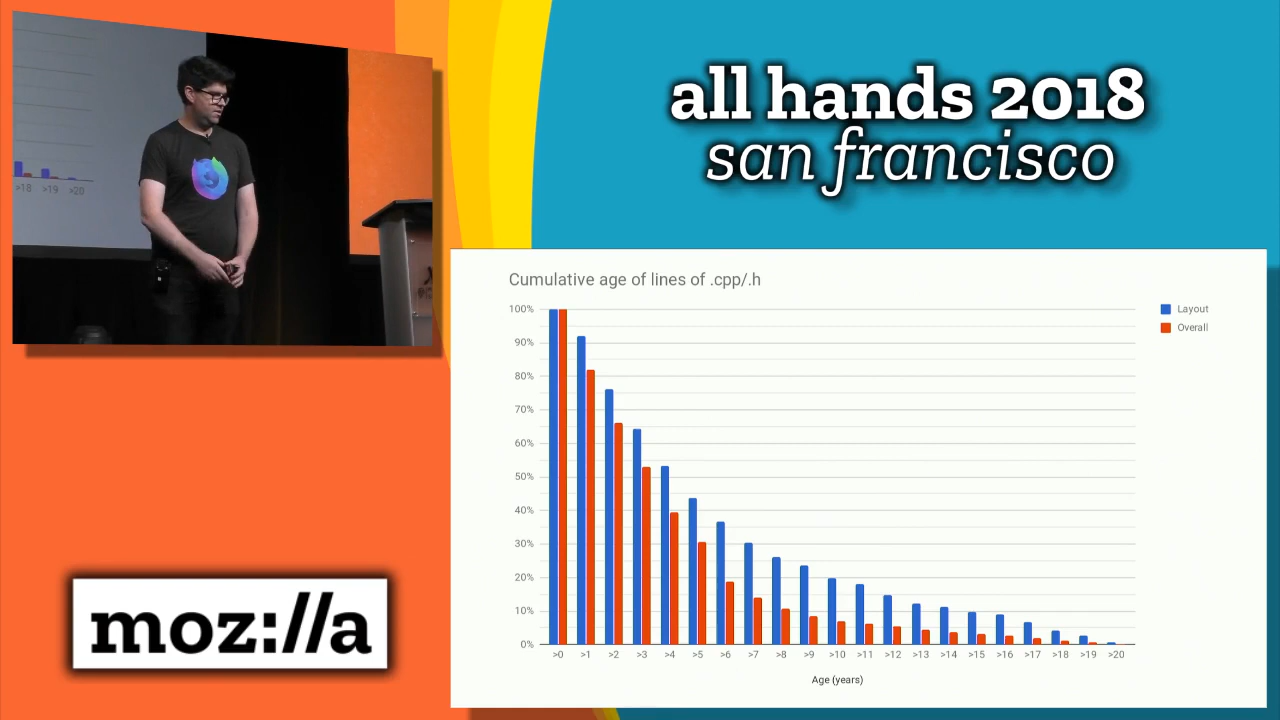 >18 >19 >20
all hands 2018
san francisco
Cumulative age of lines of .cpp/.h
100%
90%
80%
70%
60%
50%
40%
30%
20%
10%
0%
>0 >1 >2 >3 >4 >5 >6 >7 >8 >9 >10 >11 >12 >13 >14 >15 >16 >17 >18 >19 >20
Age (years)
Layout
Overall
moz://a